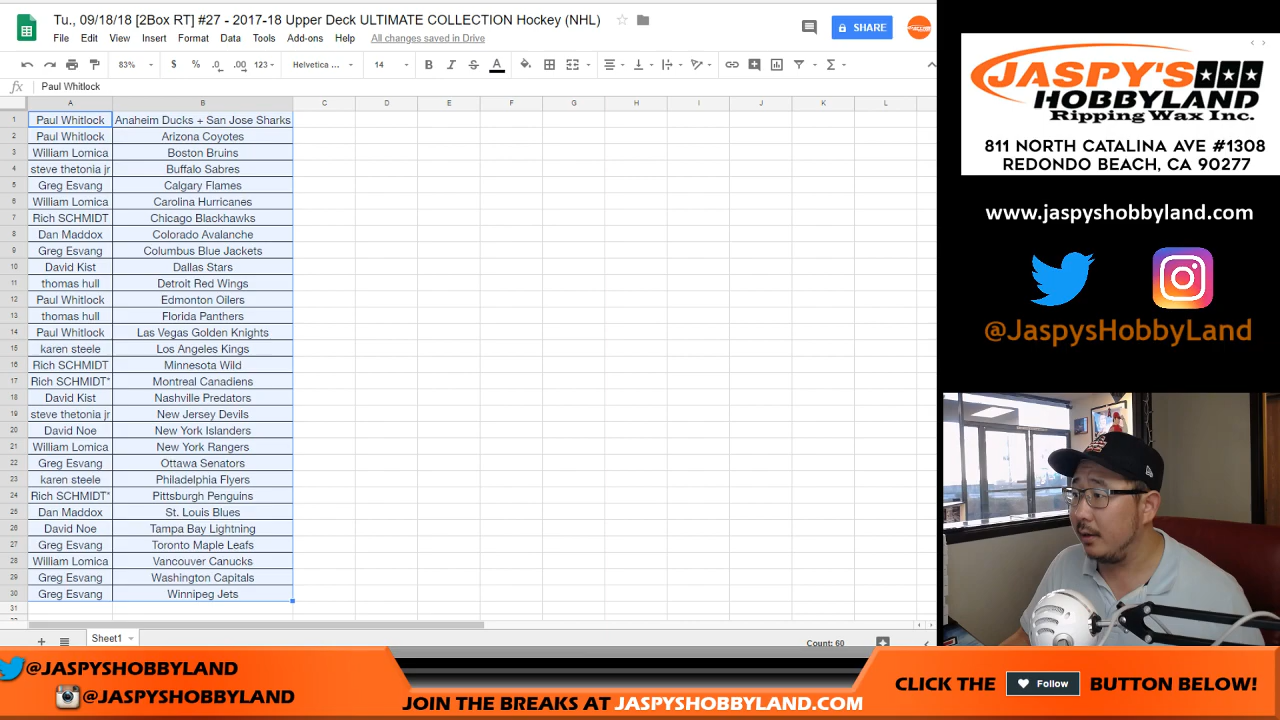 Tu., 09/18/18 [2Box RT] #27 - 2017-18 Upper Deck ULTIMATE COLLECTION Hockey (NHL)
File Edit View Insert Format Data Tools Add-ons Help All changes saved in Drive
SHARE
83% $ % .0 .00 123 Helvetica ... 14 B I S A
fx Paul Whitlock
A B C D E F G H I J K L
1 Paul Whitlock Anaheim Ducks + San Jose Sharks
2 Paul Whitlock Arizona Coyotes
3 William Lomica Boston Bruins
4 steve thetonia jr Buffalo Sabres
5 Greg Esvang Calgary Flames
6 William Lomica Carolina Hurricanes
7 Rich SCHMIDT Chicago Blackhawks
8 Dan Maddox Colorado Avalanche
9 Greg Esvang Columbus Blue Jackets
10 David Kist Dallas Stars
11 thomas hull Detroit Red Wings
12 Paul Whitlock Edmonton Oilers
13 thomas hull Florida Panthers
14 Paul Whitlock Las Vegas Golden Knights
15 karen steele Los Angeles Kings
16 Rich SCHMIDT Minnesota Wild
17 Rich SCHMIDT* Montreal Canadiens
18 David Kist Nashville Predators
19 steve thetonia jr New Jersey Devils
20 David Noe New York Islanders
21 William Lomica New York Rangers
22 Greg Esvang Ottawa Senators
23 karen steele Philadelphia Flyers
24 Rich SCHMIDT* Pittsburgh Penguins
25 Dan Maddox St. Louis Blues
26 David Noe Tampa Bay Lightning
27 Greg Esvang Toronto Maple Leafs
28 William Lomica Vancouver Canucks
29 Greg Esvang Washington Capitals
30 Greg Esvang Winnipeg Jets
31
Sheet1 Count: 60
JASPY'S
HOBBYLAND
Ripping Wax Inc.
811 NORTH CATALINA AVE #1308
REDONDO BEACH, CA 90277
www.jaspyshobbyland.com
@JaspysHobbyLand
@JASPYSHOBBYLAND
@JASPYSHOBBYLAND
JOIN THE BREAKS AT JASPYSHOBBYLAND.COM
CLICK THE Follow BUTTON BELOW!